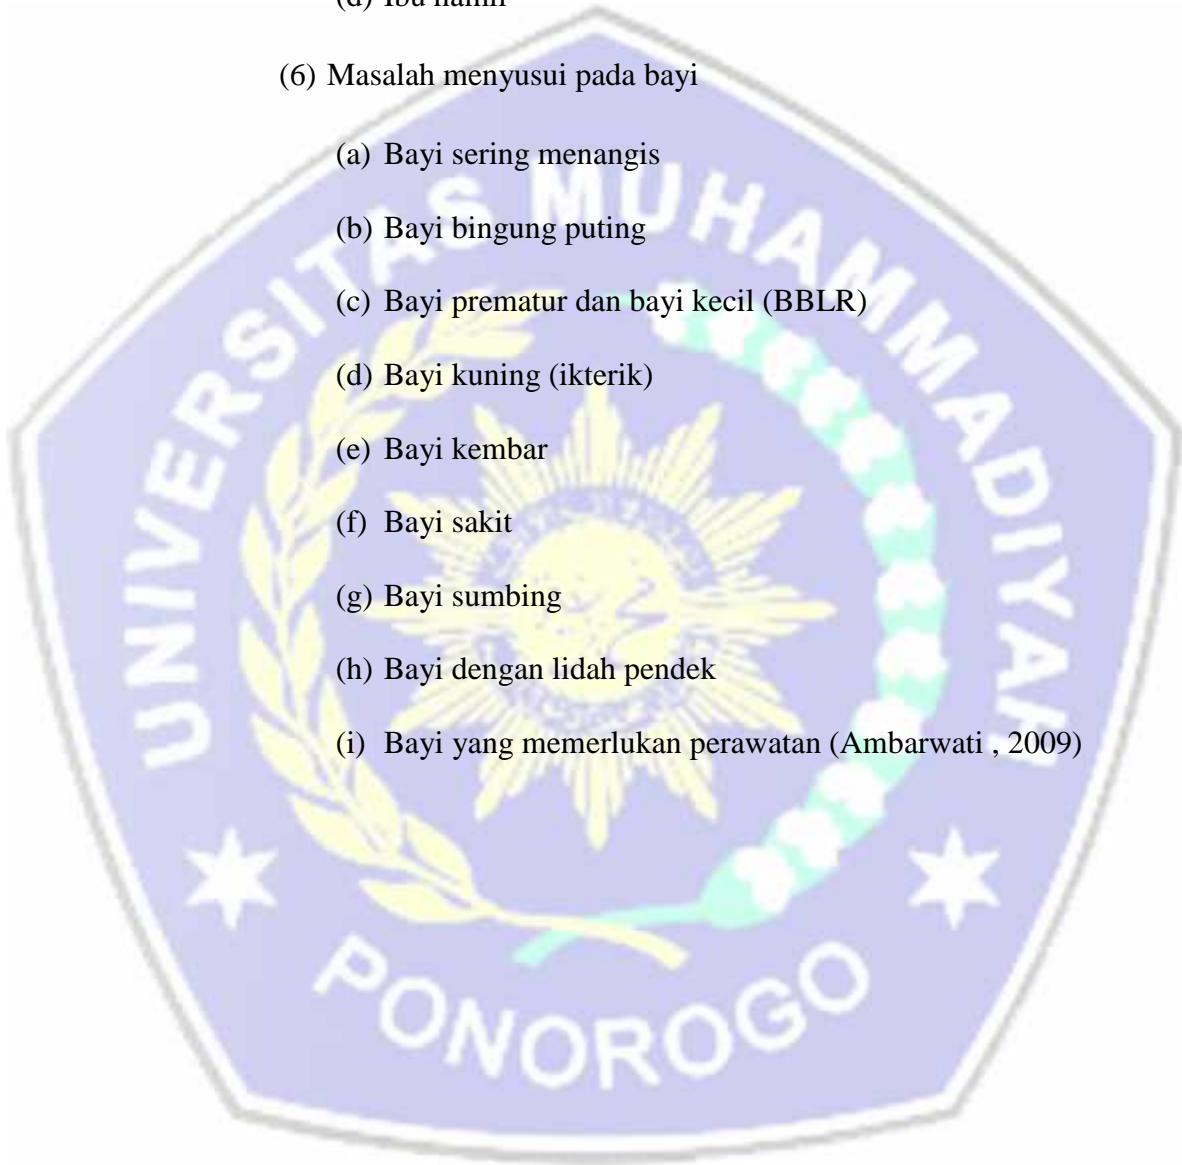 (d) Ibu hamil
(6) Masalah menyusui pada bayi
(a) Bayi sering menangis
(b) Bayi bingung puting
(c) Bayi prematur dan bayi kecil (BBLR)
(d) Bayi kuning (ikterik)
(e) Bayi kembar
(f) Bayi sakit
(g) Bayi sumbing
(h) Bayi dengan lidah pendek
(i) Bayi yang memerlukan perawatan (Ambarwati , 2009)
UNIVERSITAS MUHAMMADIYAH
PONOROGO